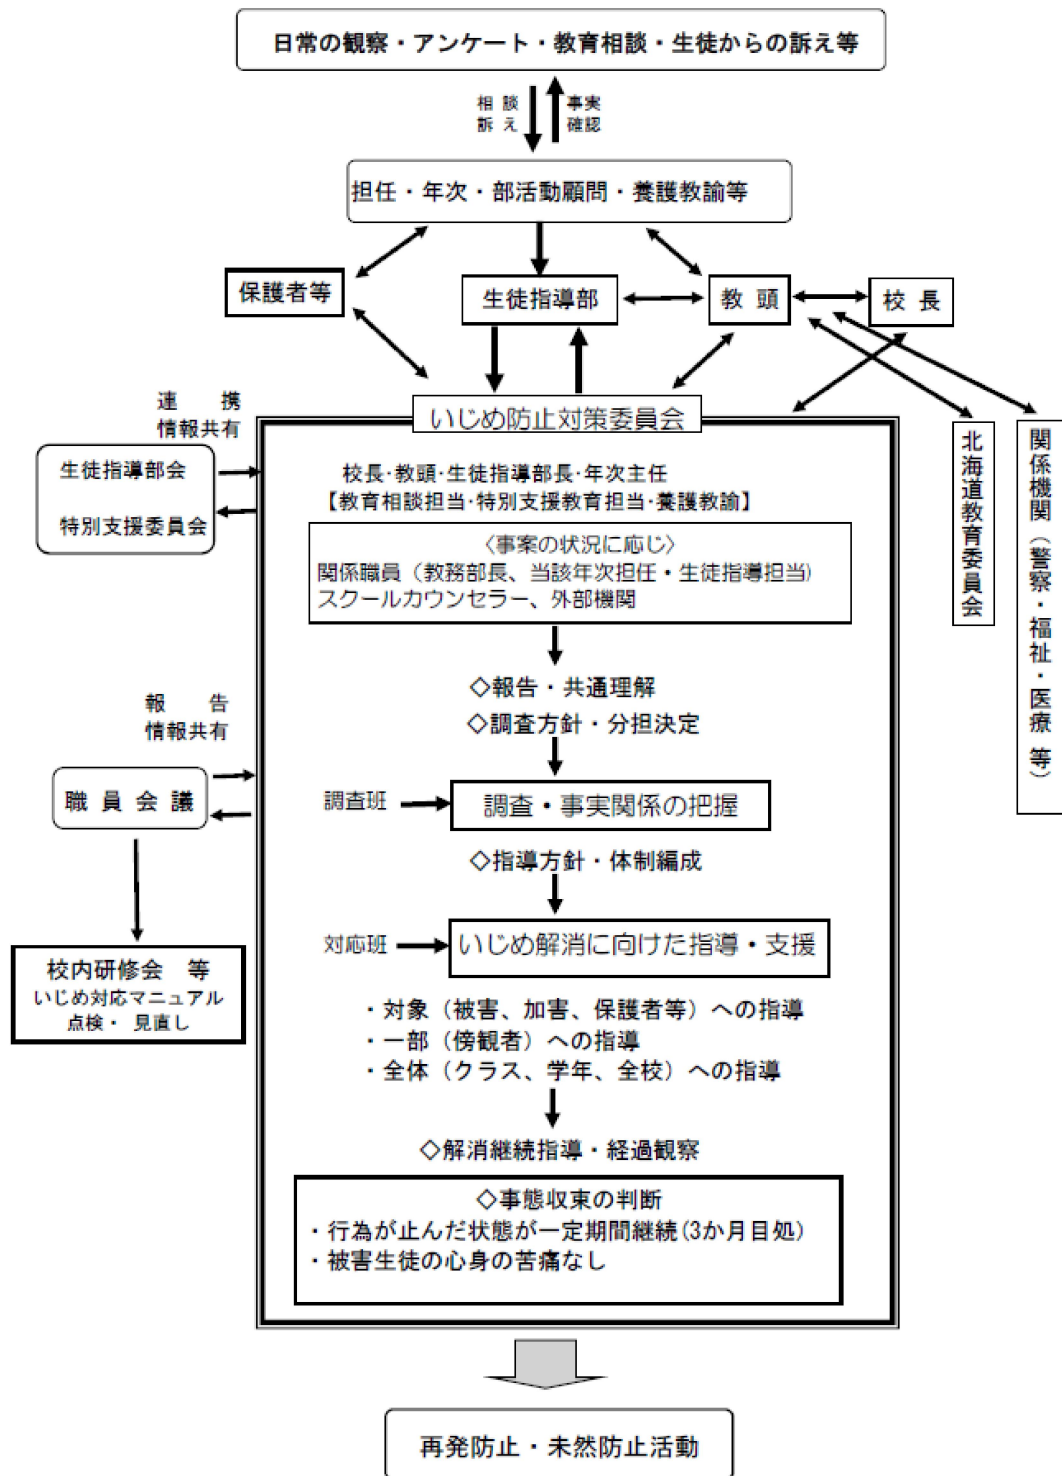 日常の観察・アンケート・教育相談・生徒からの訴え等
相談
訴え
事実
確認
担任・年次・部活動顧問・養護教諭等
保護者等
生徒指導部
教頭
校長
いじめ防止対策委員会
連携
情報共有
生徒指導部会
特別支援委員会
校長・教頭・生徒指導部長・年次主任
【教育相談担当・特別支援教育担当・養護教諭】
〈事案の状況に応じ〉
関係職員（教務部長、当該年次担任・生徒指導担当）
スクールカウンセラー、外部機関
北海道教育委員会
関係機関（警察・福祉・医療等）
◇報告・共通理解
◇調査方針・分担決定
報告
情報共有
職員会議
調査班
調査・事実関係の把握
◇指導方針・体制編成
対応班
いじめ解消に向けた指導・支援
校内研修会　等
いじめ対応マニュアル
点検・ 見直し
・対象（被害、加害、保護者等）への指導
・一部（傍観者）への指導
・全体（クラス、学年、全校）への指導
◇解消継続指導・経過観察
◇事態収束の判断
・行為が止んだ状態が一定期間継続(3か月目処)
・被害生徒の心身の苦痛なし
再発防止・未然防止活動